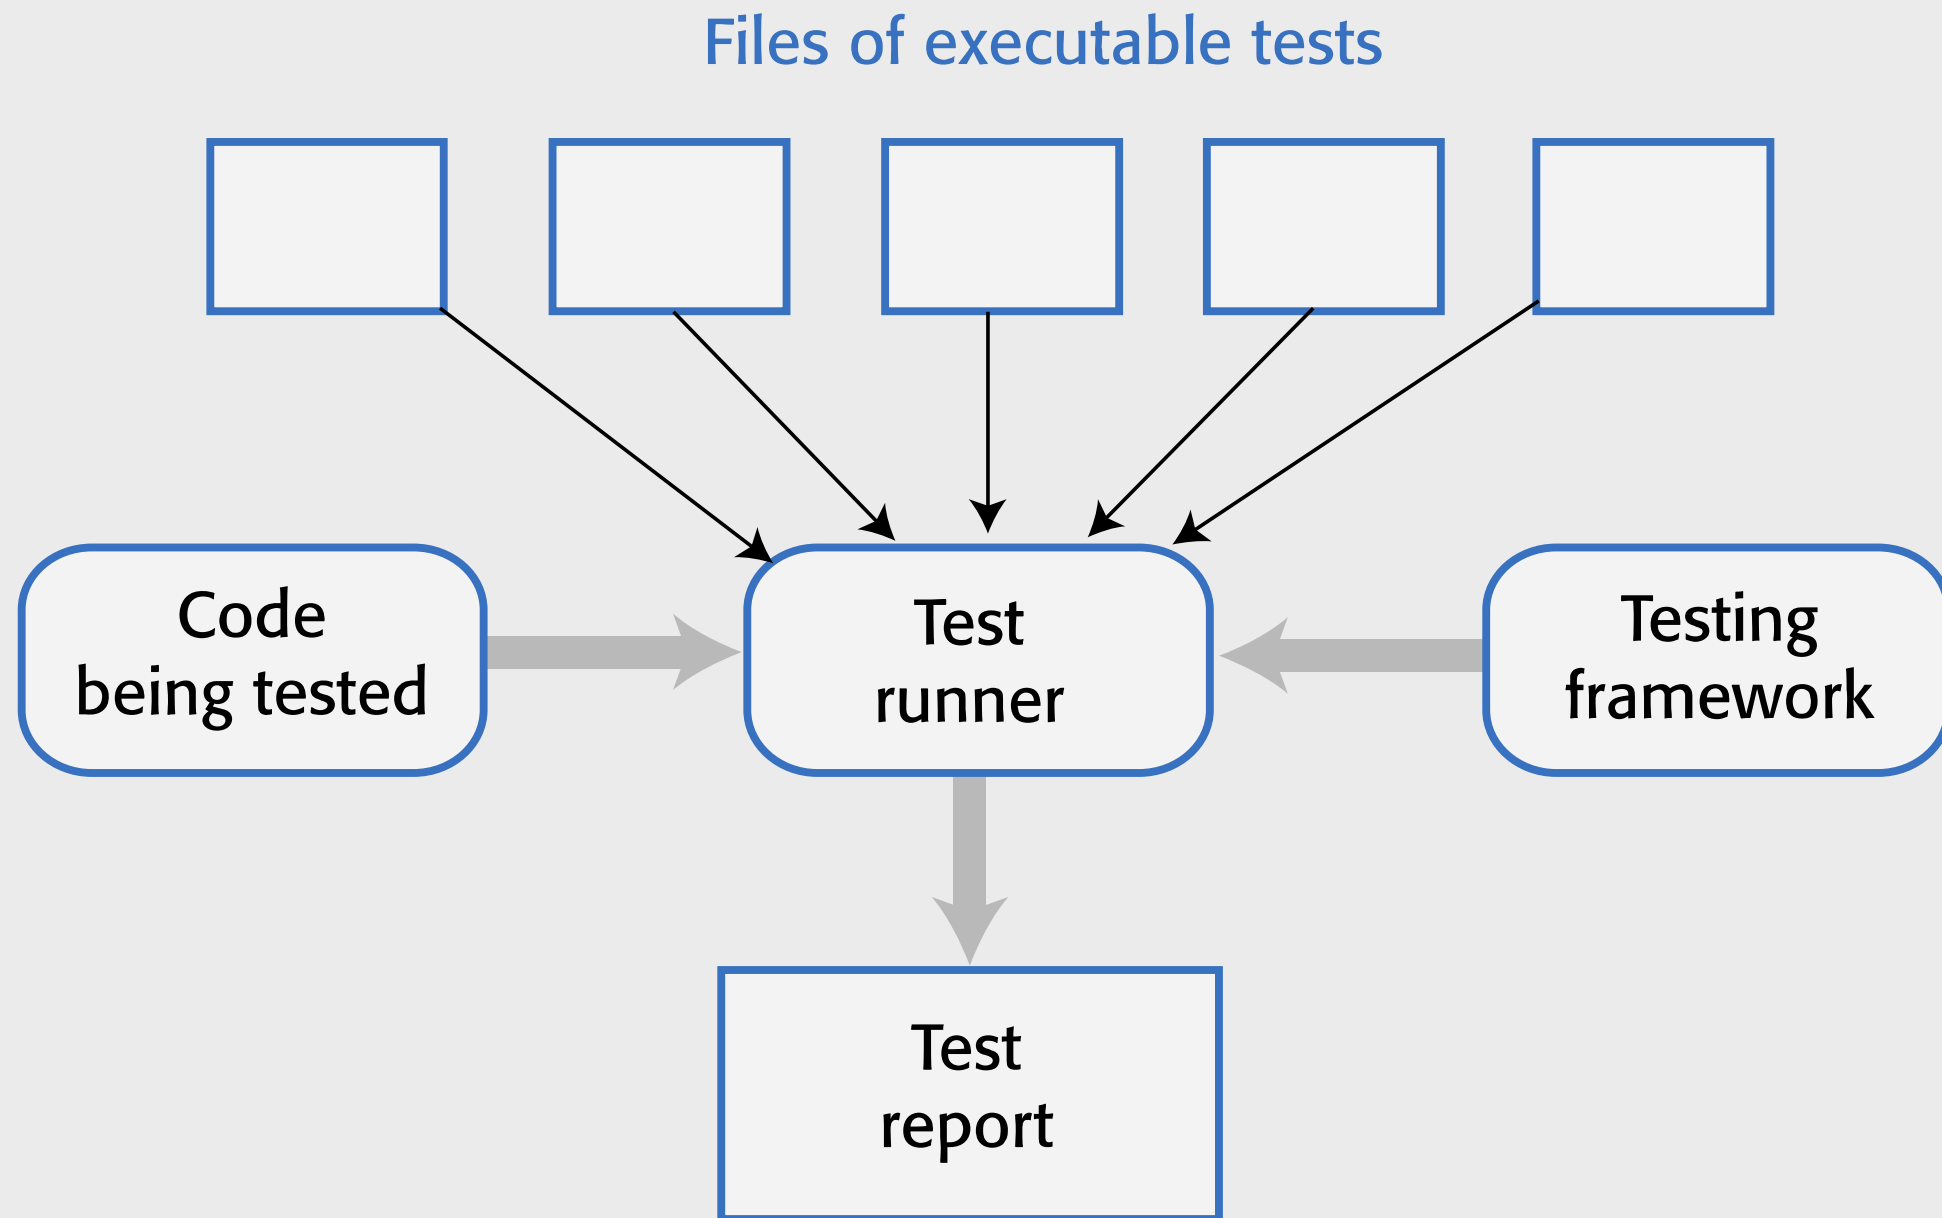 Files of executable tests
Code
being tested
Test
runner
Testing
framework
Test
report